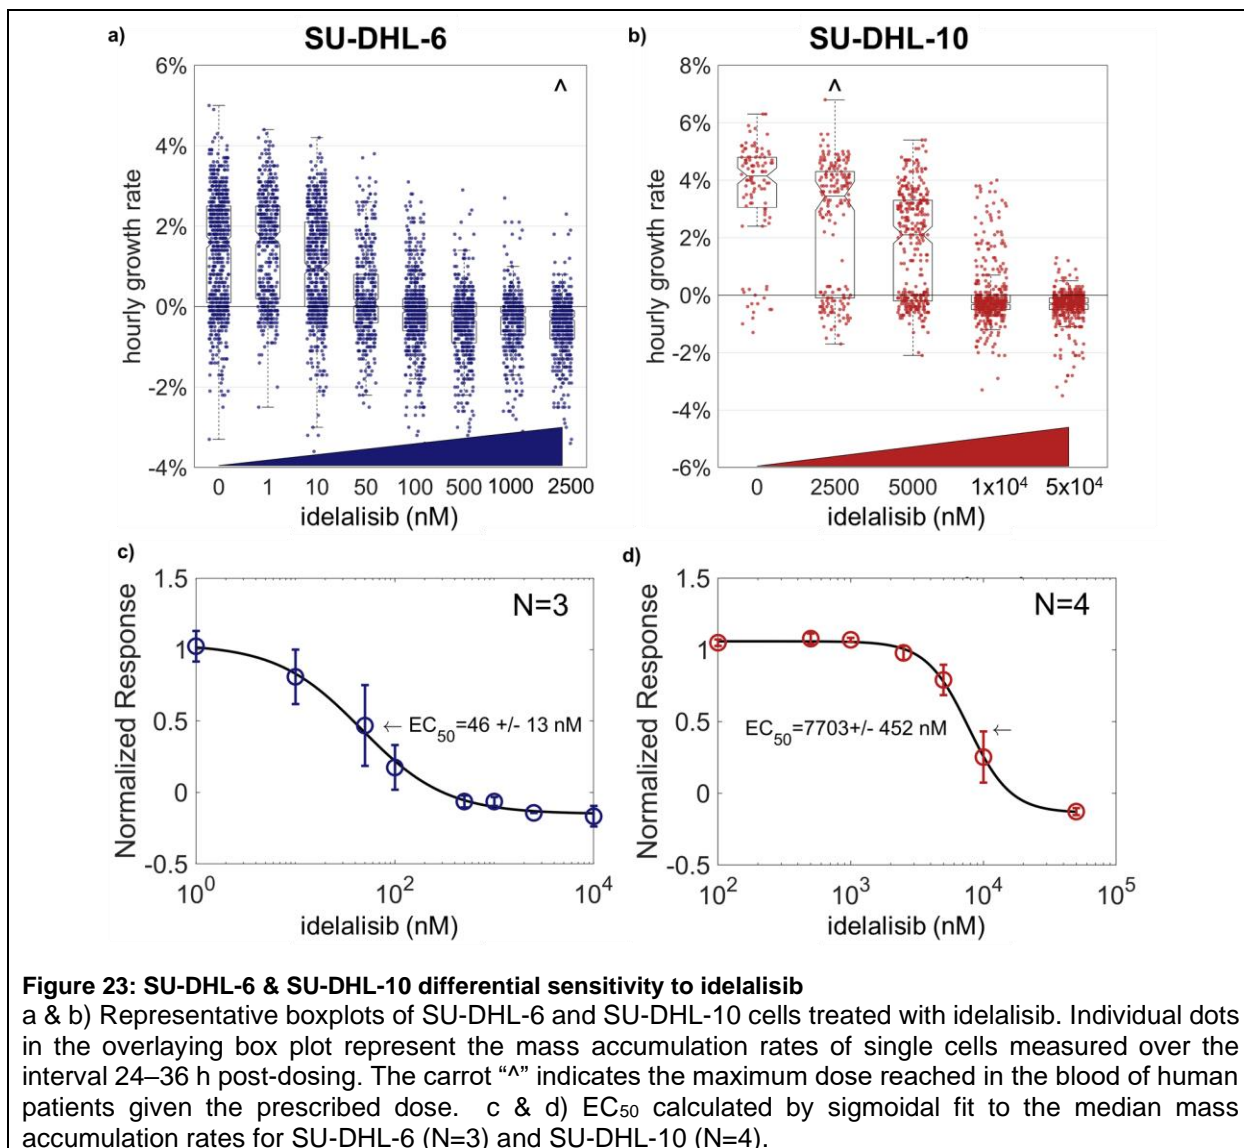 a) SU-DHL-6
6%
4%
2%
0%
-2%
-4%
hourly growth rate
^
0 1 10 50 100 500 1000 2500
idelalisib (nM)
b) SU-DHL-10
8%
6%
4%
2%
0%
-2%
-4%
-6%
hourly growth rate
^
0 2500 5000 1x10⁴ 5x10⁴
idelalisib (nM)
c)
1.5
1
0.5
0
-0.5
Normalized Response
N=3
← EC₅₀=46 +/- 13 nM
10⁰ 10² 10⁴
idelalisib (nM)
d)
1.5
1
0.5
0
-0.5
Normalized Response
N=4
EC₅₀=7703+/- 452 nM ←
10² 10³ 10⁴ 10⁵
idelalisib (nM)
Figure 23: SU-DHL-6 & SU-DHL-10 differential sensitivity to idelalisib
a & b) Representative boxplots of SU-DHL-6 and SU-DHL-10 cells treated with idelalisib. Individual dots
in the overlaying box plot represent the mass accumulation rates of single cells measured over the
interval 24–36 h post-dosing. The carrot “^” indicates the maximum dose reached in the blood of human
patients given the prescribed dose. c & d) EC₅₀ calculated by sigmoidal fit to the median mass
accumulation rates for SU-DHL-6 (N=3) and SU-DHL-10 (N=4).